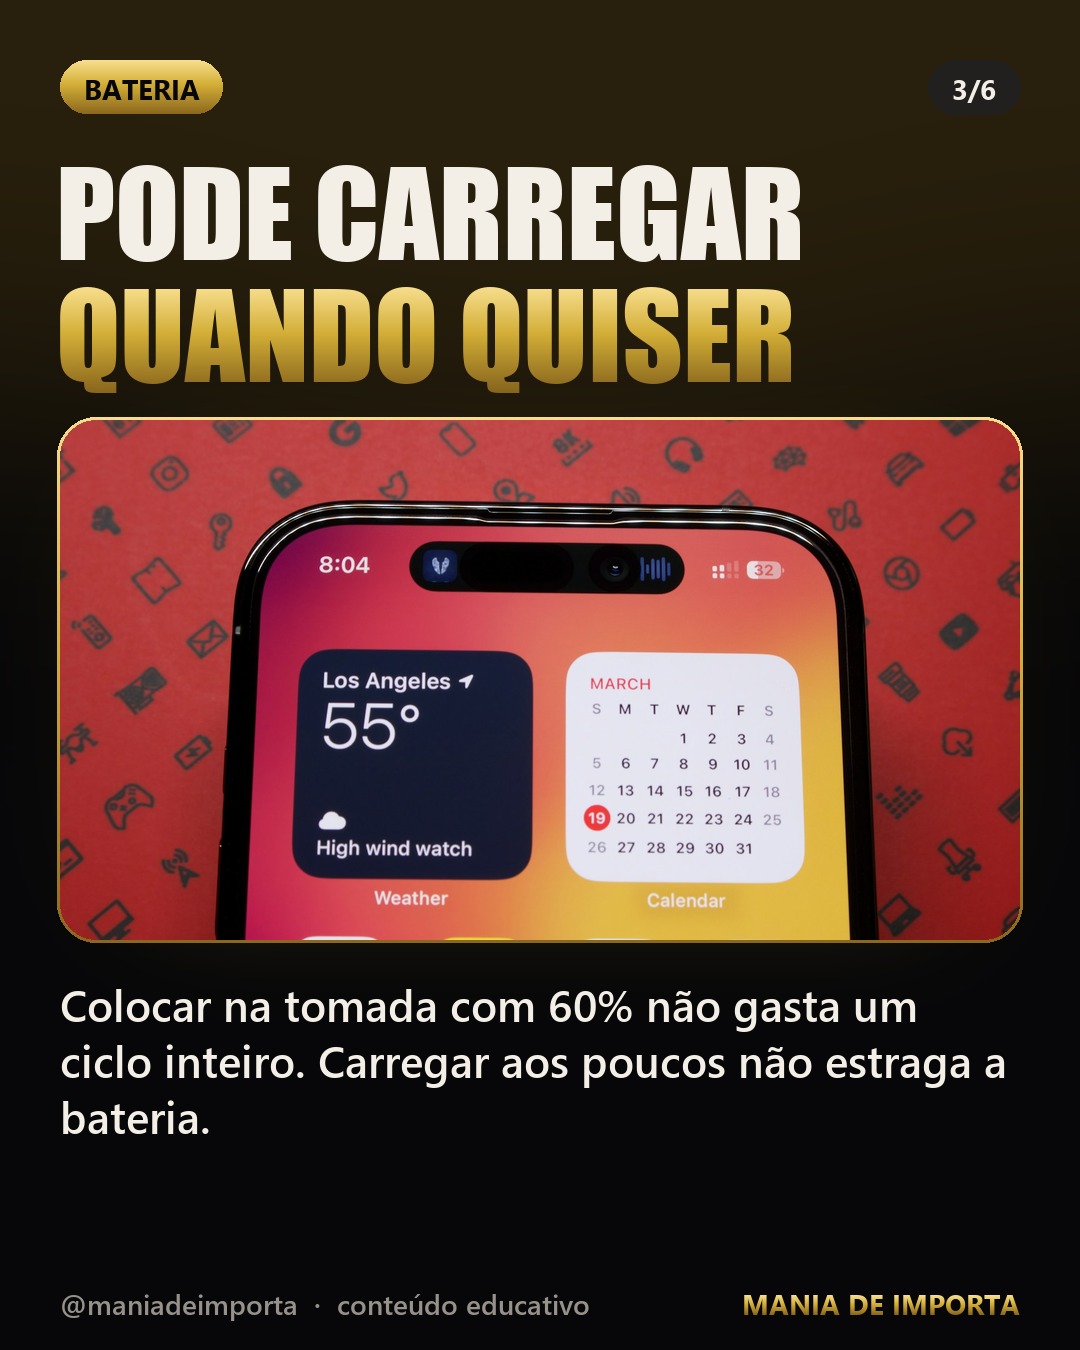 BATERIA
3/6
PODE CARREGAR
QUANDO QUISER
8:04
32
8K
Los Angeles
55°
High wind watch
Weather
MARCH
S M T W T F S
1 2 3 4
5 6 7 8 9 10 11
12 13 14 15 16 17 18
19 20 21 22 23 24 25
26 27 28 29 30 31
Calendar
Colocar na tomada com 60% não gasta um
ciclo inteiro. Carregar aos poucos não estraga a
bateria.
@maniadeimporta · conteúdo educativo
MANIA DE IMPORTA